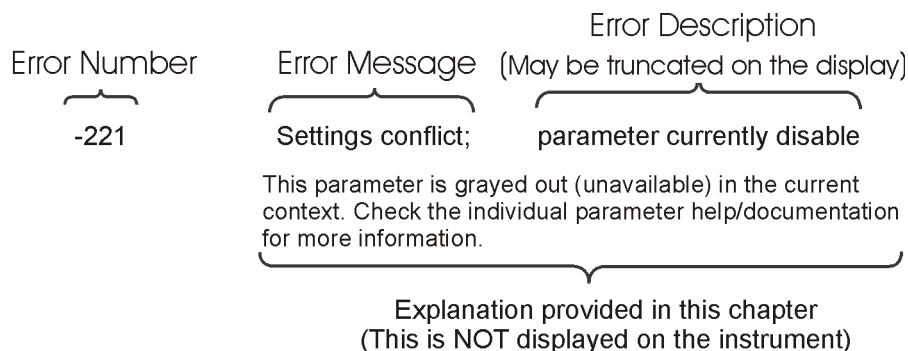 Error Description
Error Number Error Message (May be truncated on the display)
-221 Settings conflict; parameter currently disable
This parameter is grayed out (unavailable) in the current
context. Check the individual parameter help/documentation
for more information.
Explanation provided in this chapter
(This is NOT displayed on the instrument)